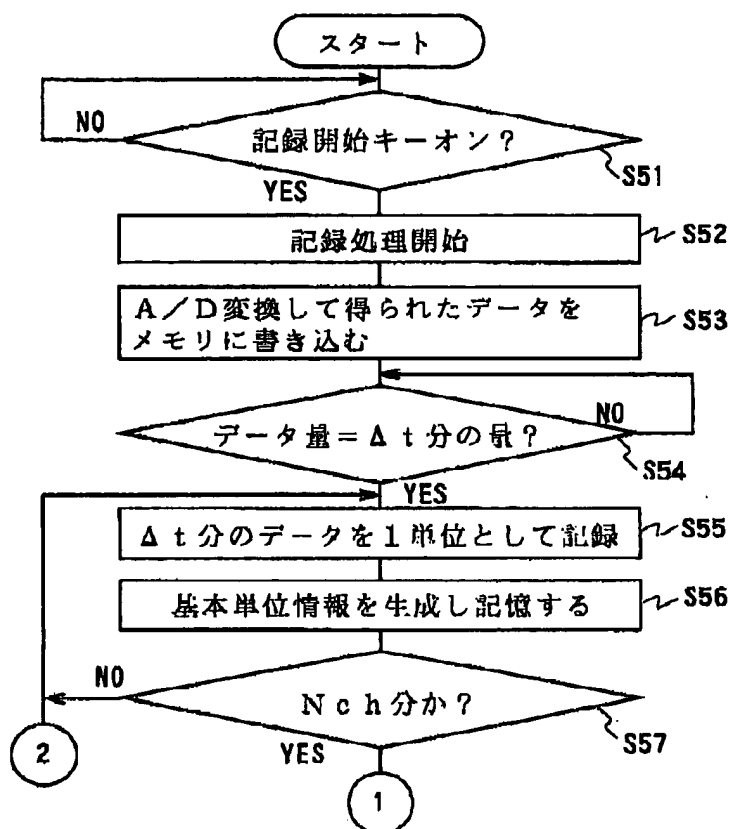 スタート
NO
記録開始キーオン?
S51
YES
記録処理開始
S52
A/D変換して得られたデータを
メモリに書き込む
S53
NO
データ量=Δt分の量?
S54
YES
Δt分のデータを1単位として記録
S55
基本単位情報を生成し記憶する
S56
NO
Nch分か?
S57
2
YES
1